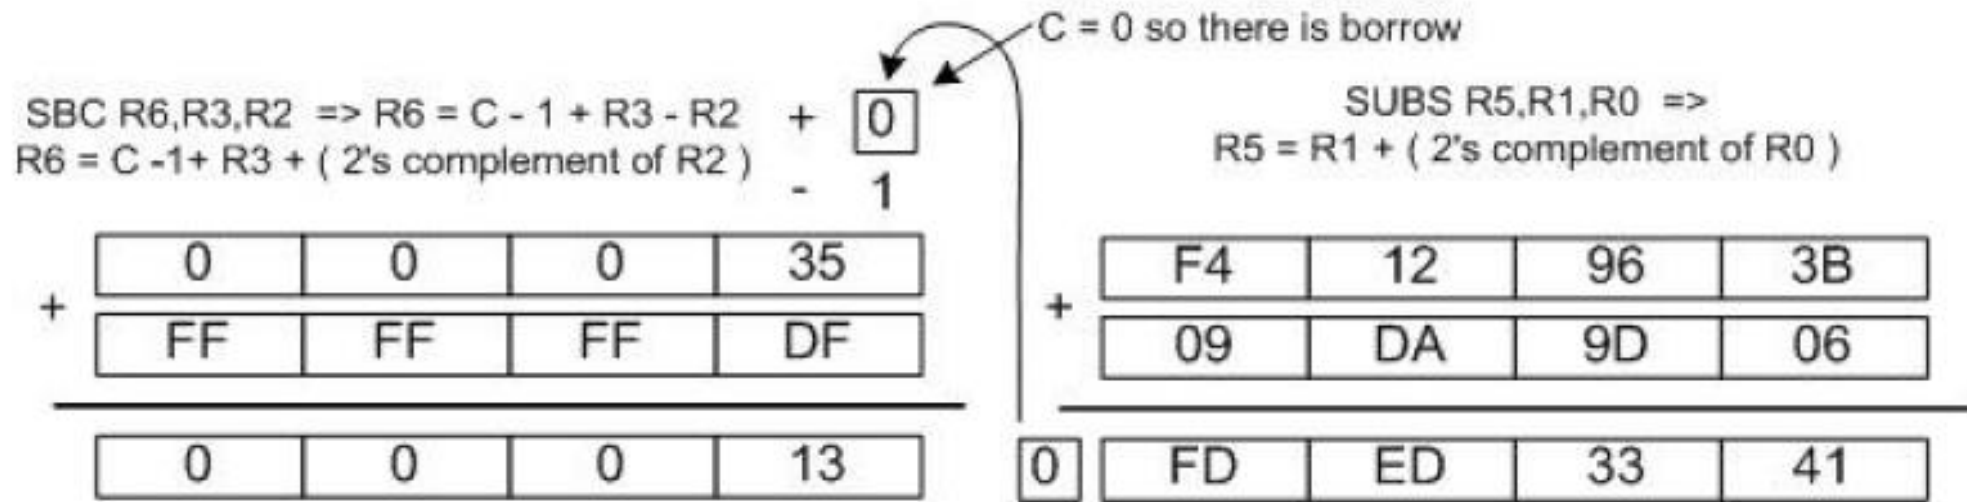 C = 0 so there is borrow
SBC R6,R3,R2 => R6 = C - 1 + R3 - R2 + 0
R6 = C -1+ R3 + ( 2's complement of R2 ) - 1
SUBS R5,R1,R0 =>
R5 = R1 + ( 2's complement of R0 )
0 0 0 35
+
FF FF FF DF
0 0 0 13
F4 12 96 3B
+
09 DA 9D 06
0 FD ED 33 41